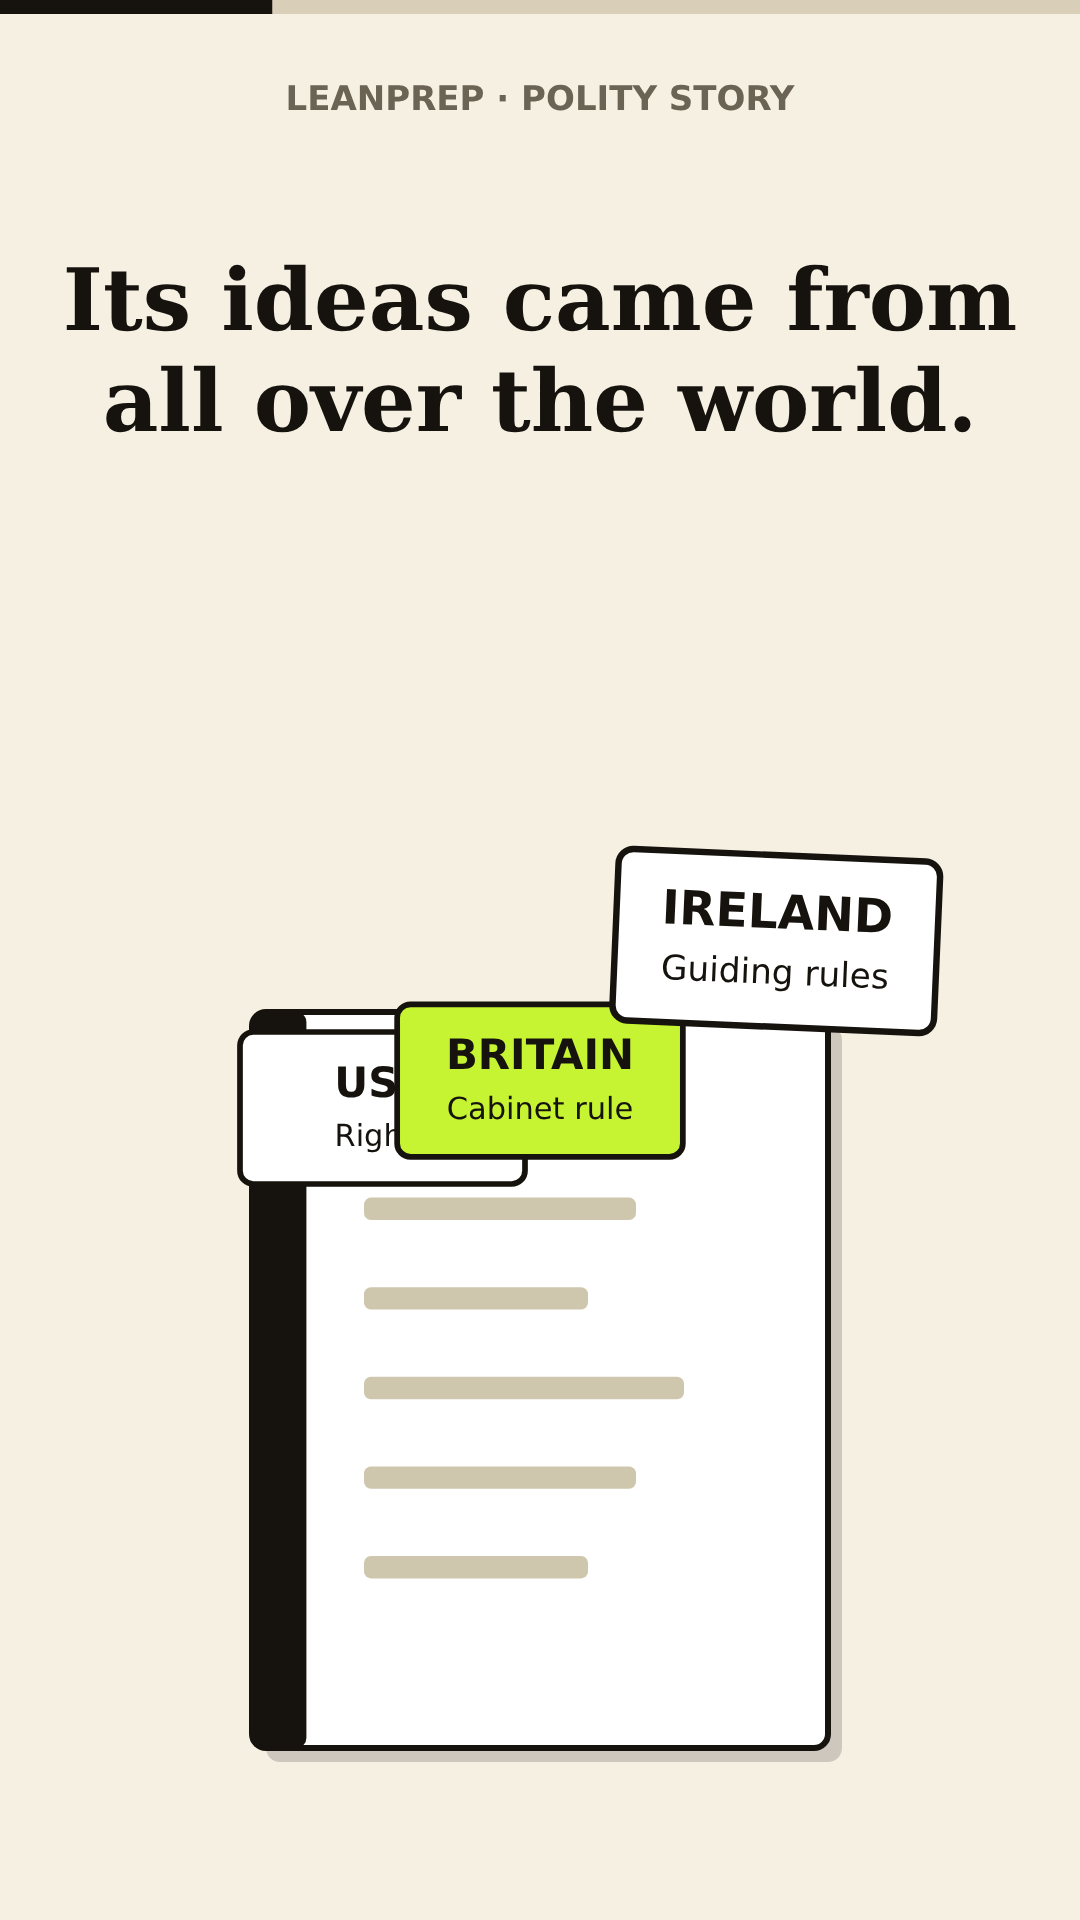 LEANPREP · POLITY STORY
Its ideas came from
all over the world.
IRELAND
Guiding rules
BRITAIN
Cabinet rule
US
Righ